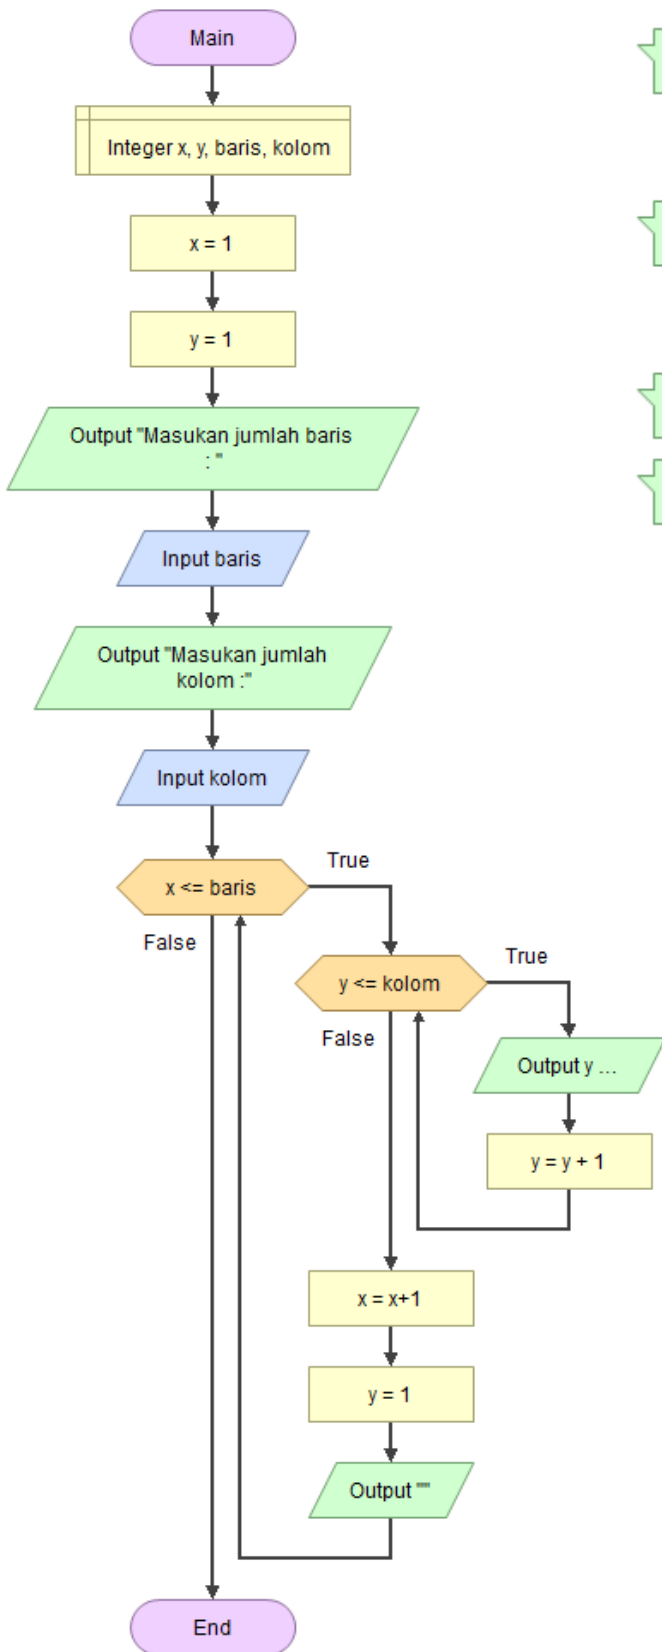 Main
Integer x, y, baris, kolom
x = 1
y = 1
Output "Masukan jumlah baris
: "
Input baris
Output "Masukan jumlah
kolom :"
Input kolom
x <= baris
True
False
y <= kolom
True
False
Output y ...
y = y + 1
x = x+1
y = 1
Output ""
End